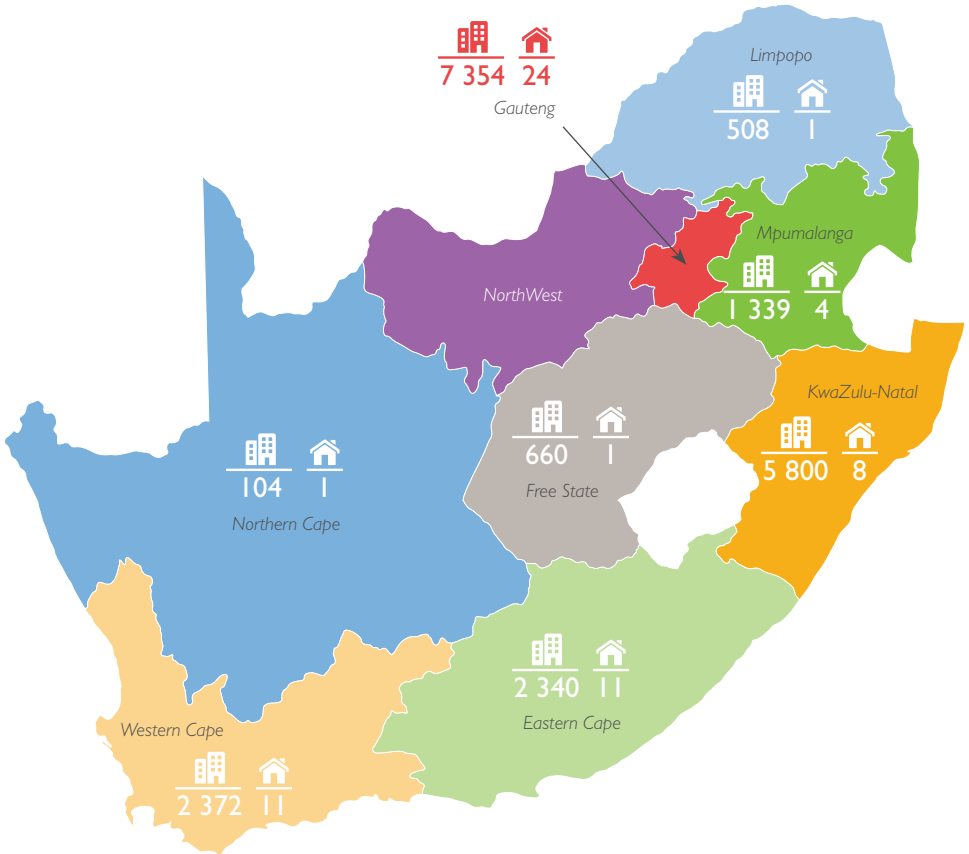 7 354 24
Gauteng
Limpopo
508 1
Mpumalanga
1 339 4
NorthWest
KwaZulu-Natal
5 800 8
660 1
Free State
104 1
Northern Cape
2 340 11
Eastern Cape
Western Cape
2 372 11